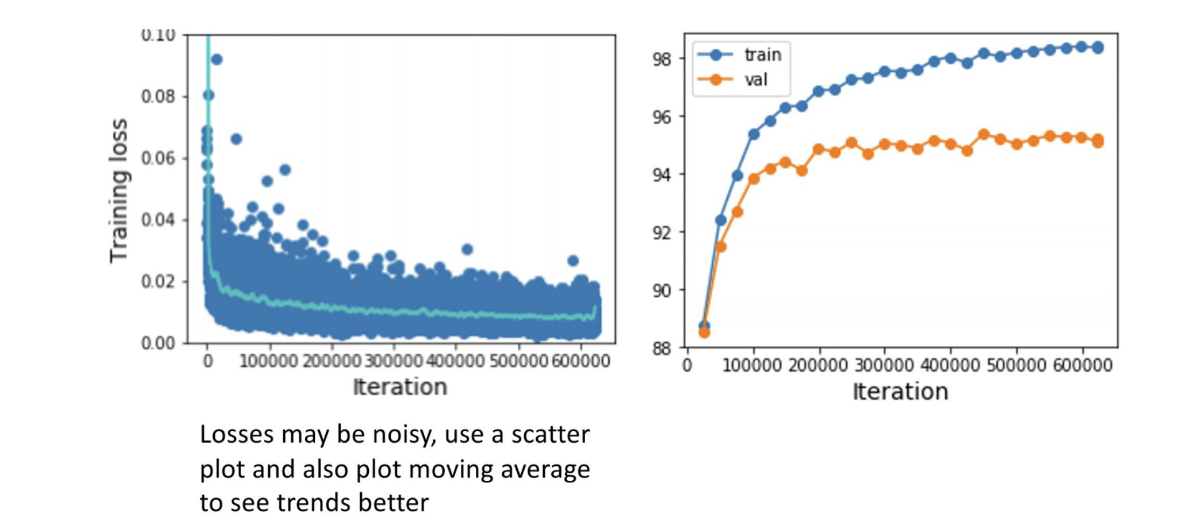 0.10
0.08
0.06
0.04
0.02
0.00
Training loss
0 100000 200000 300000 400000 500000 600000
Iteration
train
val
98
96
94
92
90
88
0 100000 200000 300000 400000 500000 600000
Iteration
Losses may be noisy, use a scatter
plot and also plot moving average
to see trends better